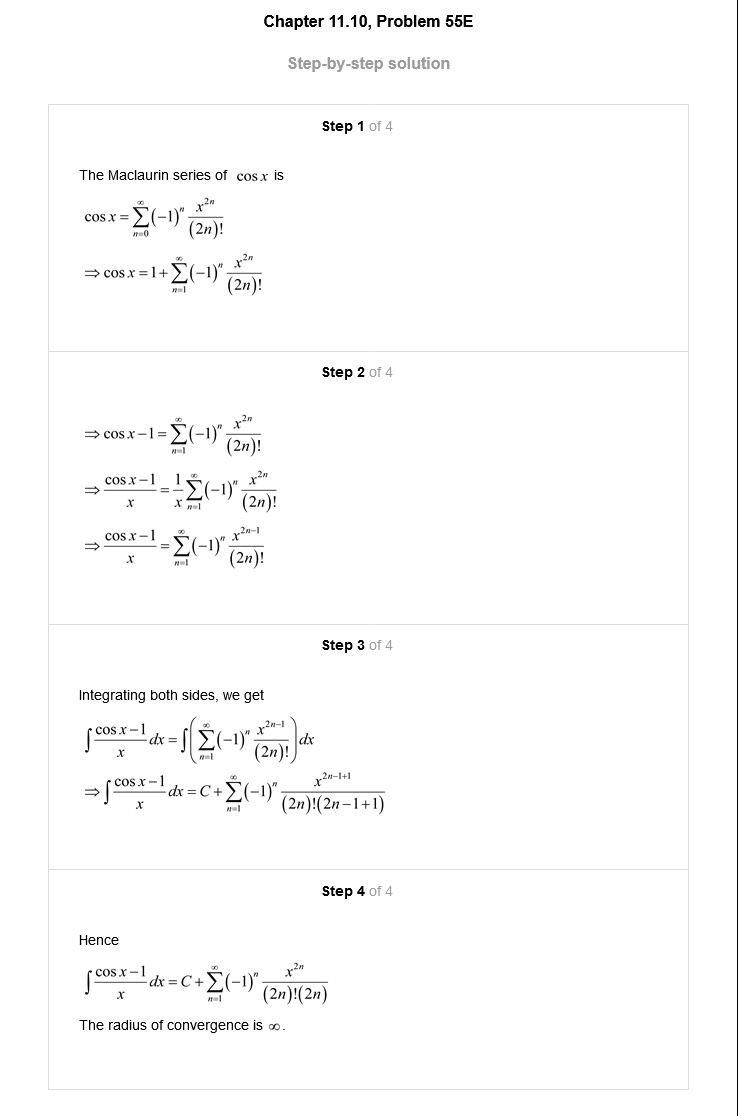 Chapter 11.10, Problem 55E
Step-by-step solution
Step 1 of 4
The Maclaurin series of cos x is
$\cos x = \sum_{n=0}^{\infty} (-1)^n \frac{x^{2n}}{(2n)!}$
$\Rightarrow \cos x = 1 + \sum_{n=1}^{\infty} (-1)^n \frac{x^{2n}}{(2n)!}$
Step 2 of 4
$\Rightarrow \cos x - 1 = \sum_{n=1}^{\infty} (-1)^n \frac{x^{2n}}{(2n)!}$
$\Rightarrow \frac{\cos x - 1}{x} = \frac{1}{x} \sum_{n=1}^{\infty} (-1)^n \frac{x^{2n}}{(2n)!}$
$\Rightarrow \frac{\cos x - 1}{x} = \sum_{n=1}^{\infty} (-1)^n \frac{x^{2n-1}}{(2n)!}$
Step 3 of 4
Integrating both sides, we get
$\int \frac{\cos x - 1}{x} dx = \int \left( \sum_{n=1}^{\infty} (-1)^n \frac{x^{2n-1}}{(2n)!} \right) dx$
$\Rightarrow \int \frac{\cos x - 1}{x} dx = C + \sum_{n=1}^{\infty} (-1)^n \frac{x^{2n-1+1}}{(2n)!(2n-1+1)}$
Step 4 of 4
Hence
$\int \frac{\cos x - 1}{x} dx = C + \sum_{n=1}^{\infty} (-1)^n \frac{x^{2n}}{(2n)!(2n)}$
The radius of convergence is ∞.